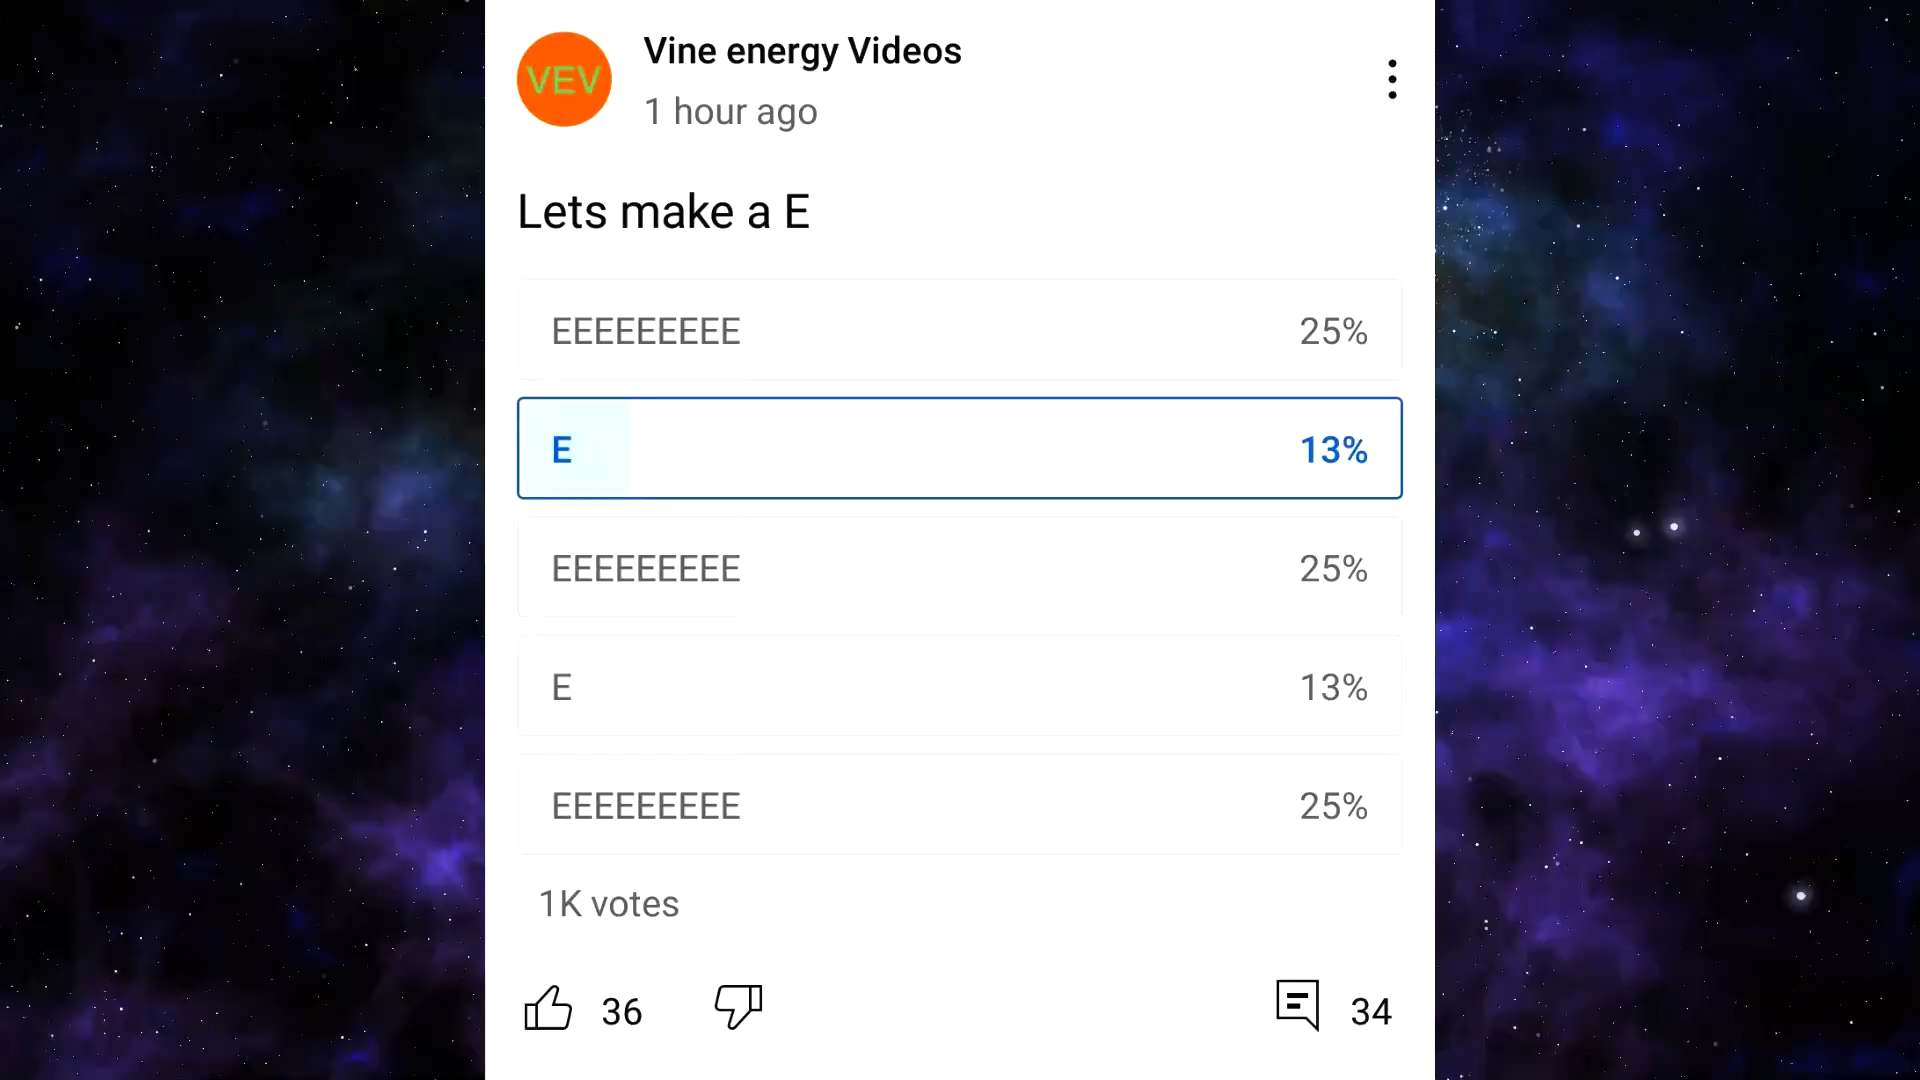 VEV
Vine energy Videos
1 hour ago
Lets make a E
EEEEEEEEE 25%
E 13%
EEEEEEEEE 25%
E 13%
EEEEEEEEE 25%
1K votes
36 34